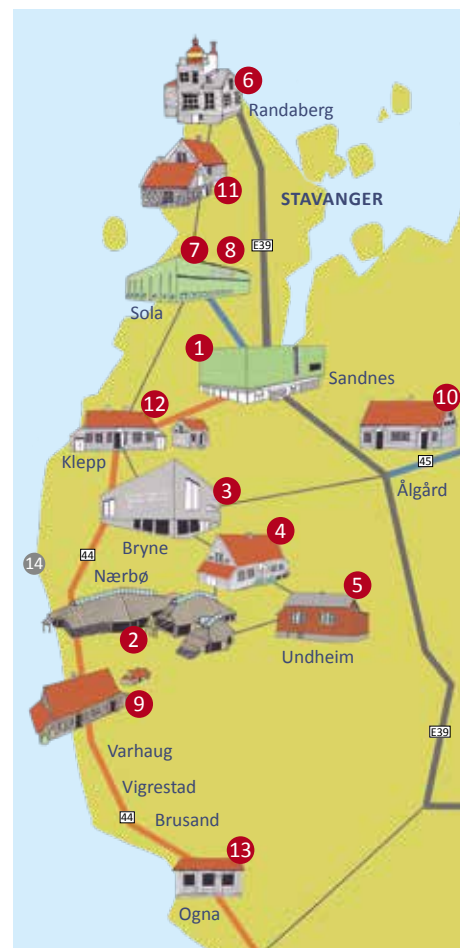 6
Randaberg
11
STAVANGER
7 8
E39
Sola
1
Sandnes
12
10
Klepp
45
Ålgård
3
4
Bryne
44
14
Nærbø
5
2
Undheim
9
E39
Varhaug
Vigrestad
44
Brusand
13
Ogna